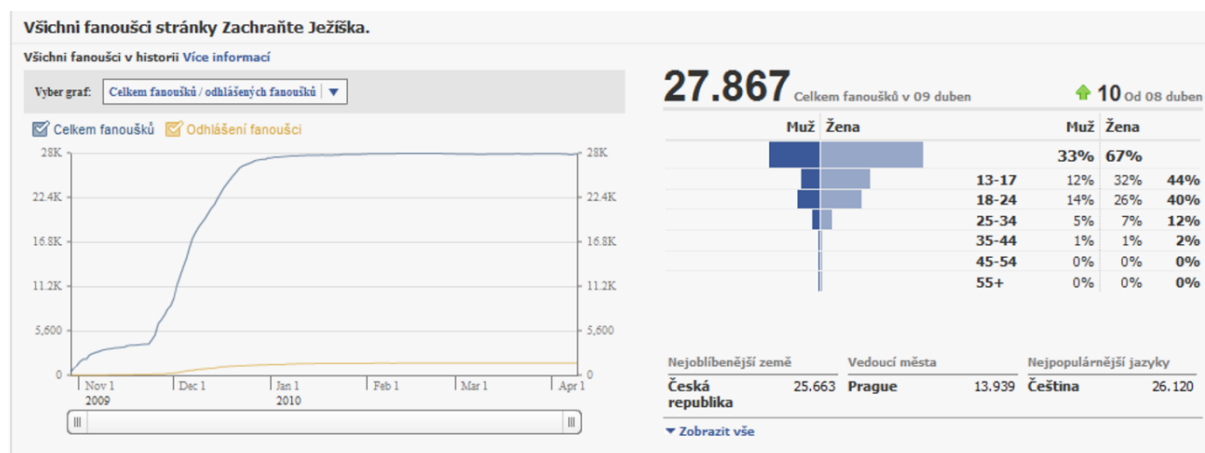 Všichni fanoušci stránky Zachraňte Ježíška.
Všichni fanoušci v historii Více informací
Vyber graf: Celkem fanoušků / odhlášených fanoušků
Celkem fanoušků Odhlášení fanoušci
28K 28K
22.4K 22.4K
16.8K 16.8K
11.2K 11.2K
5,600 5,600
0 0
Nov 1 Dec 1 Jan 1 Feb 1 Mar 1 Apr 1
2009 2010
27.867 Celkem fanoušků v 09 duben 10 Od 08 duben
Muž Žena Muž Žena
33% 67%
13-17 12% 32% 44%
18-24 14% 26% 40%
25-34 5% 7% 12%
35-44 1% 1% 2%
45-54 0% 0% 0%
55+ 0% 0% 0%
Nejoblíbenější země Vedoucí města Nejpopulárnější jazyky
Česká 25.663 Prague 13.939 Čeština 26.120
republika
Zobrazit vše